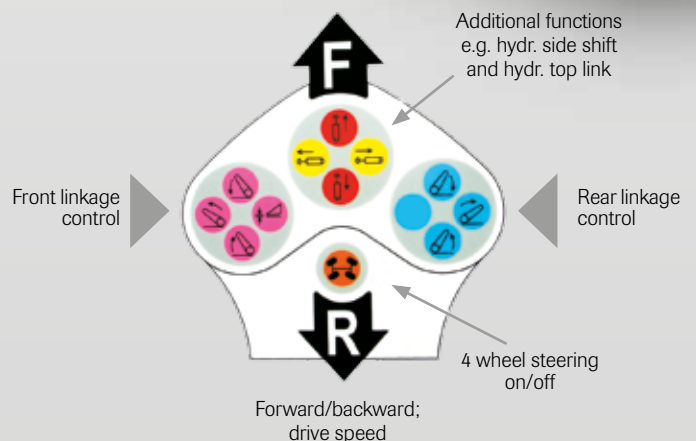 Additional functions
e.g. hydr. side shift
and hydr. top link
F
Front linkage
control
Rear linkage
control
R
4 wheel steering
on/off
Forward/backward;
drive speed